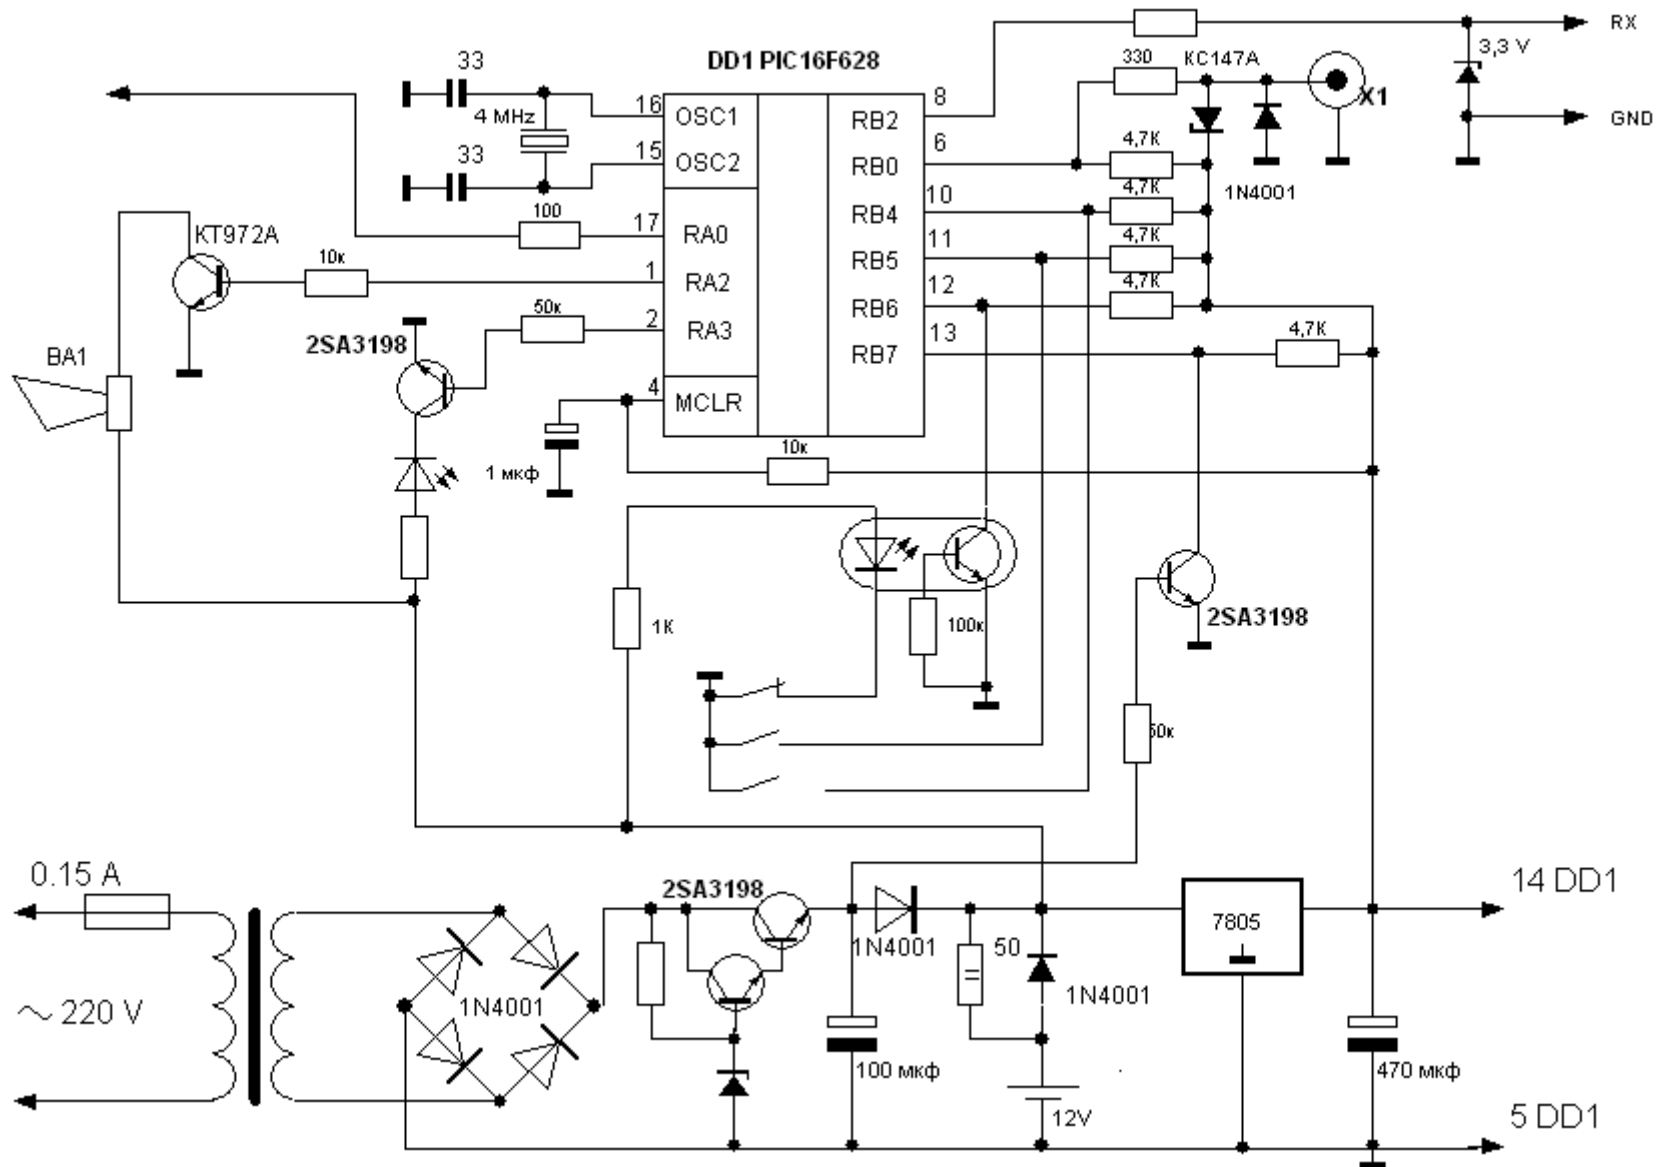 RX
3,3 V
GND
330
KC147A
X1
1N4001
33
4 MHz
33
DD1 PIC16F628
16
OSC1
15
OSC2
17
RA0
1
RA2
2
RA3
4
MCLR
8
RB2
6
RB0
10
RB4
11
RB5
12
RB6
13
RB7
4,7K
4,7K
4,7K
4,7K
4,7K
100
KT972A
10к
50к
2SA3198
BA1
1 мкф
10к
1K
100к
2SA3198
50к
0.15 A
~ 220 V
1N4001
2SA3198
1N4001
50
1N4001
100 мкф
12V
7805
470 мкф
14 DD1
5 DD1